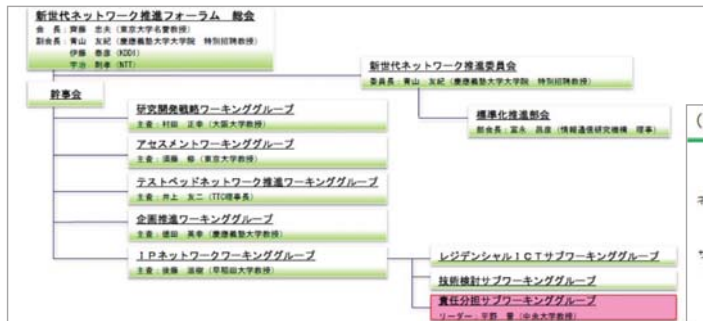 新世代ネットワーク推進フォーラム 総会
会 長：齊藤 忠夫（東京大学名誉教授）
副会長：青山 友紀（慶應義塾大学大学院 特別招聘教授）
伊藤 泰彦（KDDI）
宇治 則孝（NTT）
新世代ネットワーク推進委員会
委員長：青山 友紀（慶應義塾大学大学院 特別招聘教授）
幹事会
標準化推進部会
部会長：富永 昌彦（情報通信研究機構 理事）
研究開発戦略ワーキンググループ
主査：村田 正幸（大阪大学教授）
アセスメントワーキンググループ
主査：須藤 修（東京大学教授）
テストベッドネットワーク推進ワーキンググループ
主査：井上 友二（TTC理事長）
企画推進ワーキンググループ
主査：徳田 英幸（慶應義塾大学教授）
ＩＰネットワークワーキンググループ
主査：後藤 滋樹（早稲田大学教授）
レジデンシャルＩＣＴサブワーキンググループ
技術検討サブワーキンググループ
責任分担サブワーキンググループ
リーダー：平野 晋（中央大学教授）
（